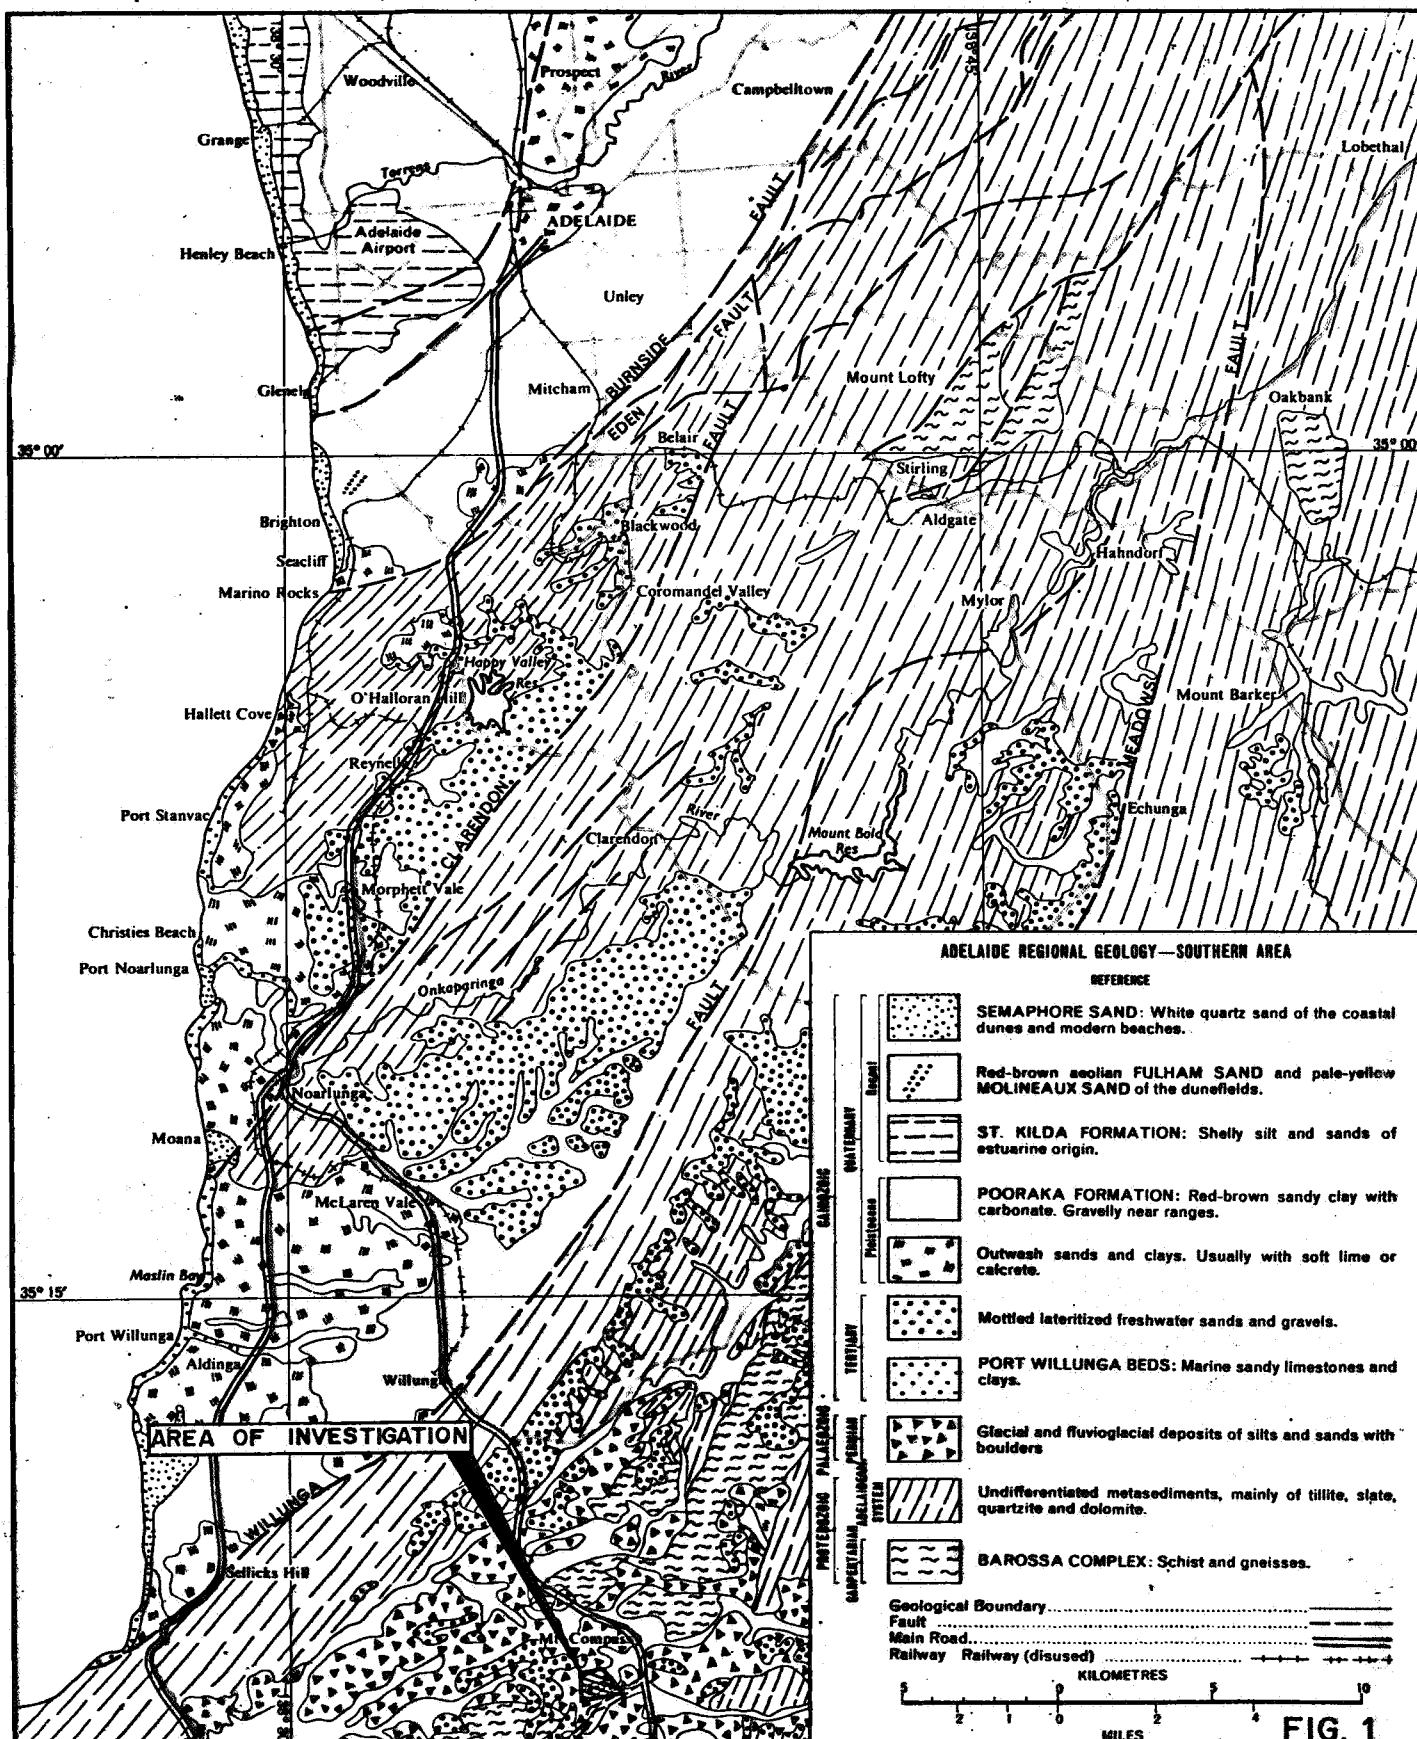 138° 30'
138° 45'
Woodville
Prospect
River
Campbelltown
Grange
Torrens
Lobethal
FAULT
ADELAIDE
Adelaide
Airport
Henley Beach
Unley
FAULT
BURNSIDE
FAULT
Mitcham
Mount Lofty
Glenelg
EDEN
FAULT
Oakbank
Belair
35° 00'
35° 00'
Stirling
Brighton
Blackwood
Aldgate
Seacliff
Hahndorf
Marino Rocks
Coromandel Valley
Mylor
Happy Valley
Res
O'Halloran Hill
Hallett Cove
MEADOWS
Mount Barker
Reynella
CLARENDON
Port Stanvac
River
Clarendon
Mount Bold
Res
Echunga
Morphett Vale
Christies Beach
Port Noarlunga
Onkaparinga
FAULT
Noarlunga
Moana
McLaren Vale
Maslin Bay
35° 15'
Port Willunga
Aldinga
Willunga
AREA OF INVESTIGATION
WILLUNGA
Sellicks Hill
Mt. Compass
ADELAIDE REGIONAL GEOLOGY—SOUTHERN AREA
REFERENCE
SEMAPHORE SAND: White quartz sand of the coastal
dunes and modern beaches.
Red-brown aeolian FULHAM SAND and pale-yellow
MOLINEAUX SAND of the dunefields.
ST. KILDA FORMATION: Shelly silt and sands of
estuarine origin.
POORAKA FORMATION: Red-brown sandy clay with
carbonate. Gravelly near ranges.
Outwash sands and clays. Usually with soft lime or
calcrete.
Mottled lateritized freshwater sands and gravels.
PORT WILLUNGA BEDS: Marine sandy limestones and
clays.
Glacial and fluvioglacial deposits of silts and sands with
boulders
Undifferentiated metasediments, mainly of tillite, slate,
quartzite and dolomite.
BAROSSA COMPLEX: Schist and gneisses.
CAINOZOIC
QUATERNARY
Recent
Pleistocene
TERTIARY
PALAEOZOIC
PERMIAN
PROTEROZOIC
ADELAIDEAN
SYSTEM
CARPENTARIAN
Geological Boundary
Fault
Main Road
Railway Railway (disused)
KILOMETRES
5 0 5 10
2 1 0 2 4
MILES
FIG. 1